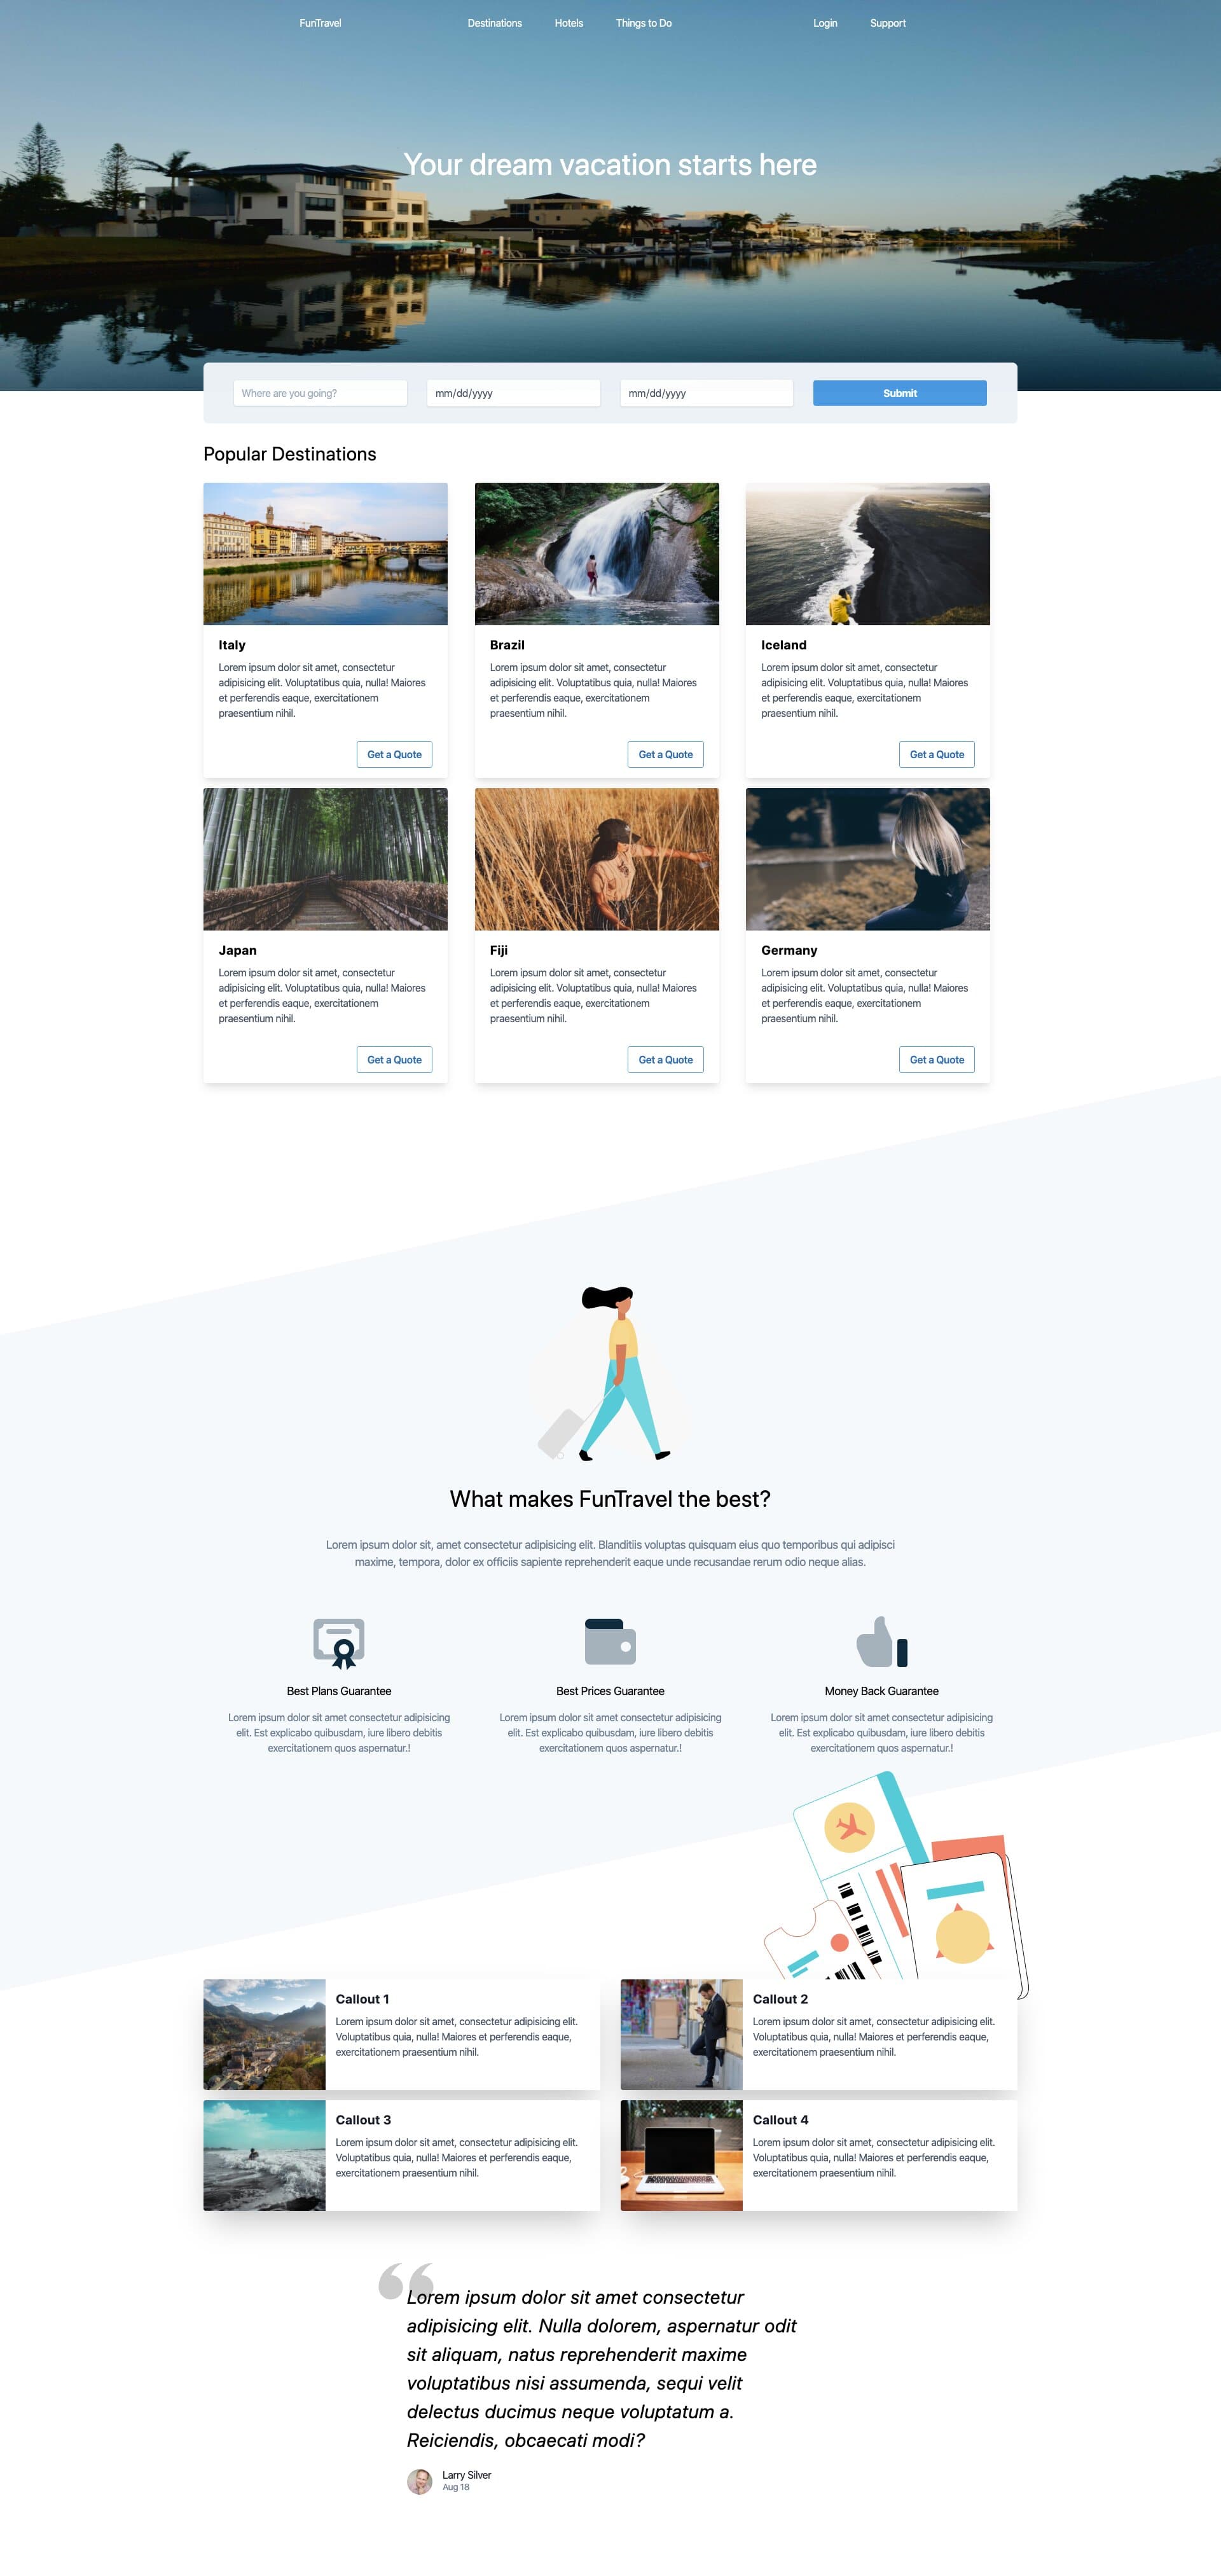 FunTravel Destinations Hotels Things to Do Login Support
Your dream vacation starts here
Where are you going? mm/dd/yyyy mm/dd/yyyy Submit
Popular Destinations
Italy
Lorem ipsum dolor sit amet, consectetur
adipisicing elit. Voluptatibus quia, nulla! Maiores
et perferendis eaque, exercitationem
praesentium nihil.
Get a Quote
Brazil
Lorem ipsum dolor sit amet, consectetur
adipisicing elit. Voluptatibus quia, nulla! Maiores
et perferendis eaque, exercitationem
praesentium nihil.
Get a Quote
Iceland
Lorem ipsum dolor sit amet, consectetur
adipisicing elit. Voluptatibus quia, nulla! Maiores
et perferendis eaque, exercitationem
praesentium nihil.
Get a Quote
Japan
Lorem ipsum dolor sit amet, consectetur
adipisicing elit. Voluptatibus quia, nulla! Maiores
et perferendis eaque, exercitationem
praesentium nihil.
Get a Quote
Fiji
Lorem ipsum dolor sit amet, consectetur
adipisicing elit. Voluptatibus quia, nulla! Maiores
et perferendis eaque, exercitationem
praesentium nihil.
Get a Quote
Germany
Lorem ipsum dolor sit amet, consectetur
adipisicing elit. Voluptatibus quia, nulla! Maiores
et perferendis eaque, exercitationem
praesentium nihil.
Get a Quote
What makes FunTravel the best?
Lorem ipsum dolor sit, amet consectetur adipisicing elit. Blanditiis voluptas quisquam eius quo temporibus qui adipisci
maxime, tempora, dolor ex officiis sapiente reprehenderit eaque unde recusandae rerum odio neque alias.
Best Plans Guarantee
Lorem ipsum dolor sit amet consectetur adipisicing
elit. Est explicabo quibusdam, iure libero debitis
exercitationem quos aspernatur.!
Best Prices Guarantee
Lorem ipsum dolor sit amet consectetur adipisicing
elit. Est explicabo quibusdam, iure libero debitis
exercitationem quos aspernatur.!
Money Back Guarantee
Lorem ipsum dolor sit amet consectetur adipisicing
elit. Est explicabo quibusdam, iure libero debitis
exercitationem quos aspernatur.!
Callout 1
Lorem ipsum dolor sit amet, consectetur adipisicing elit.
Voluptatibus quia, nulla! Maiores et perferendis eaque,
exercitationem praesentium nihil.
Callout 2
Lorem ipsum dolor sit amet, consectetur adipisicing elit.
Voluptatibus quia, nulla! Maiores et perferendis eaque,
exercitationem praesentium nihil.
Callout 3
Lorem ipsum dolor sit amet, consectetur adipisicing elit.
Voluptatibus quia, nulla! Maiores et perferendis eaque,
exercitationem praesentium nihil.
Callout 4
Lorem ipsum dolor sit amet, consectetur adipisicing elit.
Voluptatibus quia, nulla! Maiores et perferendis eaque,
exercitationem praesentium nihil.
“
Lorem ipsum dolor sit amet consectetur
adipisicing elit. Nulla dolorem, aspernatur odit
sit aliquam, natus reprehenderit maxime
voluptatibus nisi assumenda, sequi velit
delectus ducimus neque voluptatum a.
Reiciendis, obcaecati modi?
Larry Silver
Aug 18